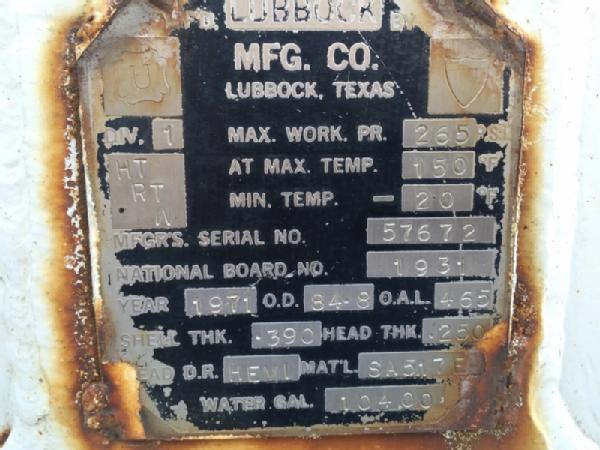 LUBBOCK
MFG. CO.
LUBBOCK, TEXAS
DIV. 1 MAX. WORK. PR. 265 PSI
HT AT MAX. TEMP. 150 °F
RT MIN. TEMP. -20 °F
W
MFGR'S. SERIAL NO. 57672
NATIONAL BOARD NO. 1931
YEAR 1971 O.D. 84.8 O.A.L. 465
SHELL THK. .390 HEAD THK. .250
HEAD D.R. HEMI MAT'L. SA517E
WATER GAL. 10400